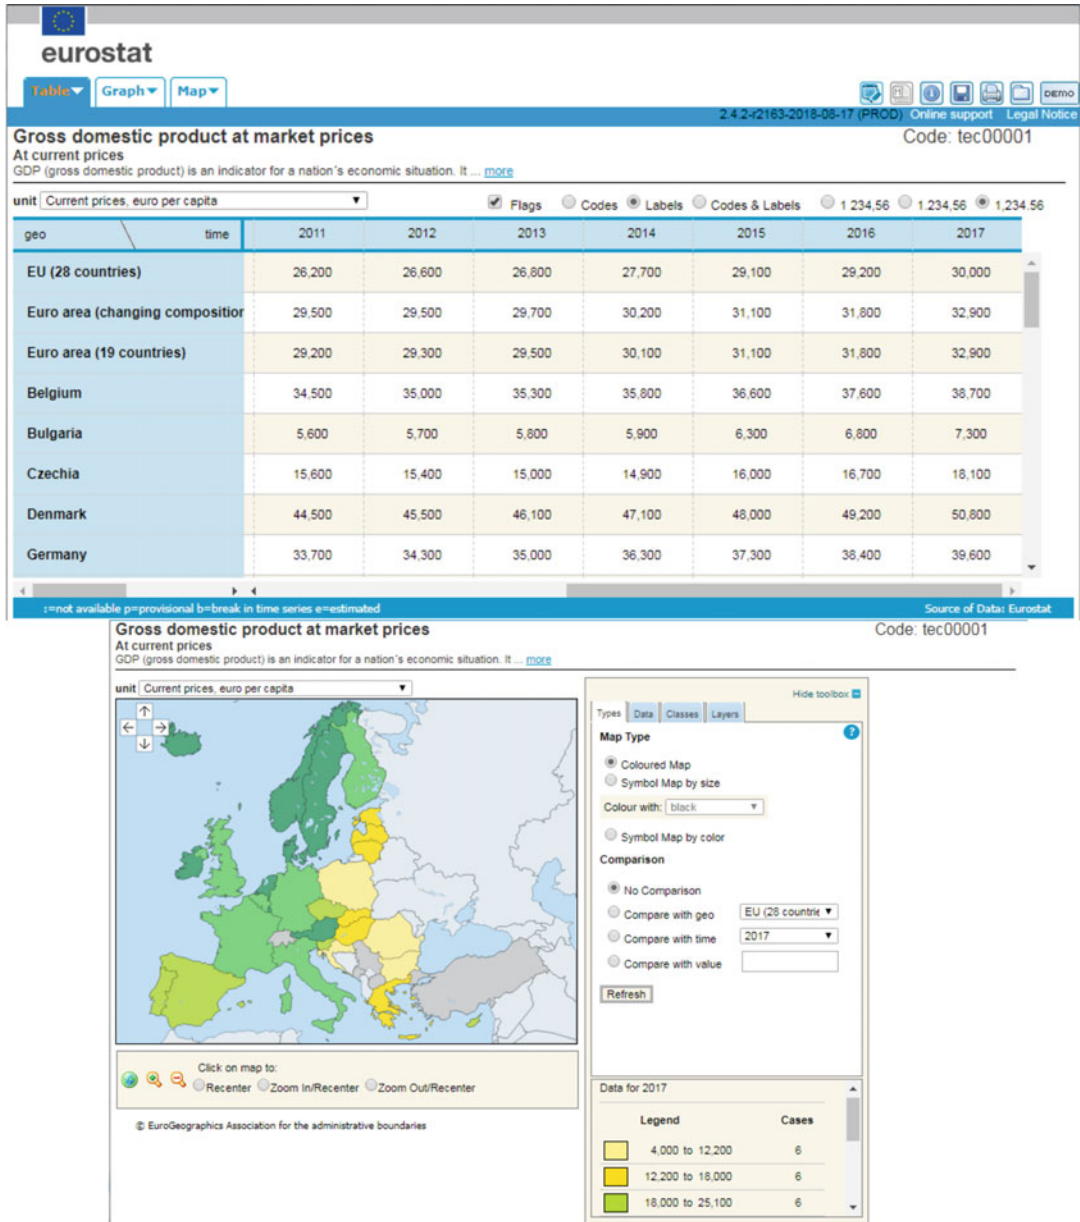 eurostat
Table Graph Map DEMO
2.4.2-r2163-2018-08-17 (PROD) Online support Legal Notice
Gross domestic product at market prices Code: tec00001
At current prices
GDP (gross domestic product) is an indicator for a nation´s economic situation. It ... more
unit Current prices, euro per capita Flags Codes Labels Codes & Labels 1 234,56 1.234,56 1,234.56
geo time 2011 2012 2013 2014 2015 2016 2017
EU (28 countries) 26,200 26,600 26,800 27,700 29,100 29,200 30,000
Euro area (changing composition 29,500 29,500 29,700 30,200 31,100 31,800 32,900
Euro area (19 countries) 29,200 29,300 29,500 30,100 31,100 31,800 32,900
Belgium 34,500 35,000 35,300 35,800 36,600 37,600 38,700
Bulgaria 5,600 5,700 5,800 5,900 6,300 6,800 7,300
Czechia 15,600 15,400 15,000 14,900 16,000 16,700 18,100
Denmark 44,500 45,500 46,100 47,100 48,000 49,200 50,800
Germany 33,700 34,300 35,000 36,300 37,300 38,400 39,600
:=not available p=provisional b=break in time series e=estimated Source of Data: Eurostat
Gross domestic product at market prices Code: tec00001
At current prices
GDP (gross domestic product) is an indicator for a nation´s economic situation. It ... more
unit Current prices, euro per capita
Hide toolbox
Types Data Classes Layers
Map Type ?
Coloured Map
Symbol Map by size
Colour with: black
Symbol Map by color
Comparison
No Comparison
Compare with geo EU (28 countrie
Compare with time 2017
Compare with value
Refresh
Click on map to:
Recenter Zoom In/Recenter Zoom Out/Recenter
© EuroGeographics Association for the administrative boundaries
Data for 2017
Legend Cases
4,000 to 12,200 6
12,200 to 18,000 6
18,000 to 25,100 6